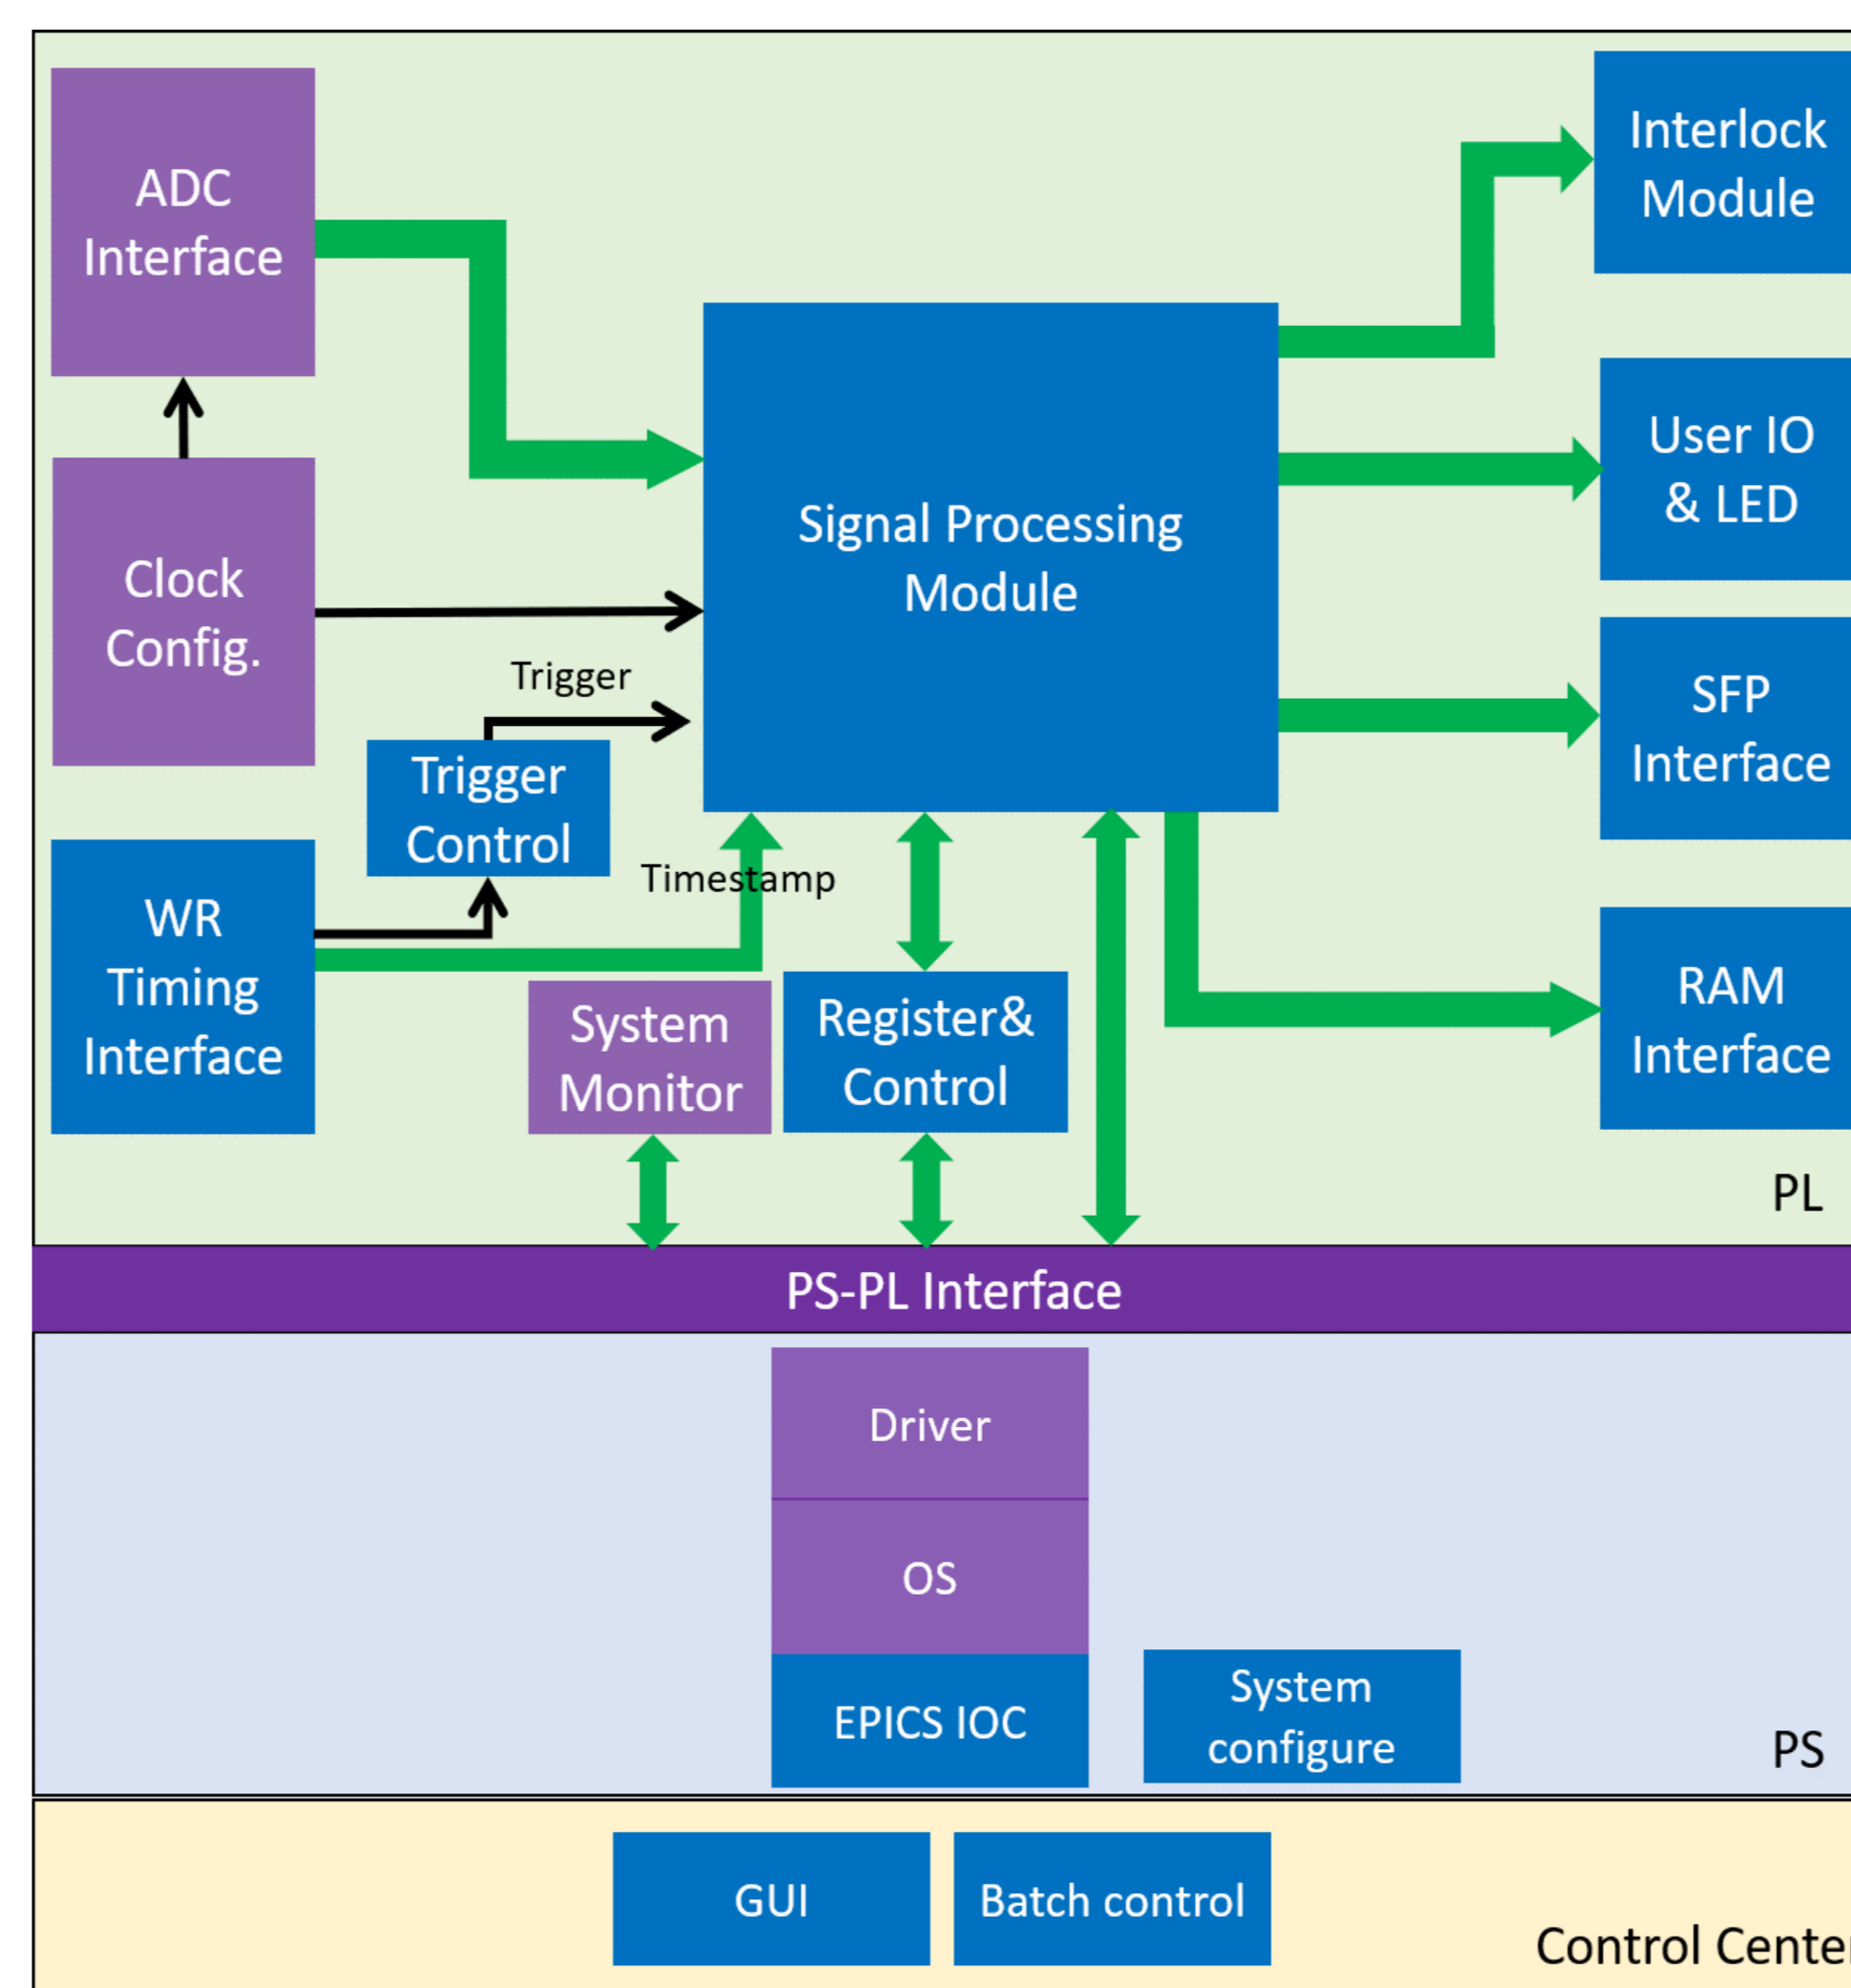 ADC
Interface
Interlock
Module
User IO
& LED
Signal Processing
Module
Clock
Config.
Trigger
SFP
Interface
Trigger
Control
Timestamp
WR
Timing
Interface
System
Monitor
Register&
Control
RAM
Interface
PL
PS-PL Interface
Driver
OS
EPICS IOC
System
configure
PS
GUI
Batch control
Control Center